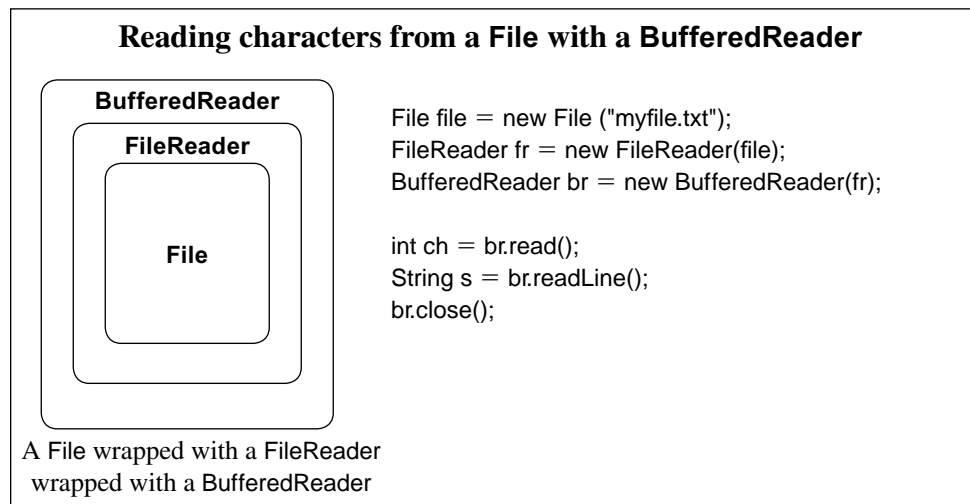 Reading characters from a File with a BufferedReader
BufferedReader
FileReader
File
File file = new File ("myfile.txt");
FileReader fr = new FileReader(file);
BufferedReader br = new BufferedReader(fr);
int ch = br.read();
String s = br.readLine();
br.close();
A File wrapped with a FileReader
wrapped with a BufferedReader